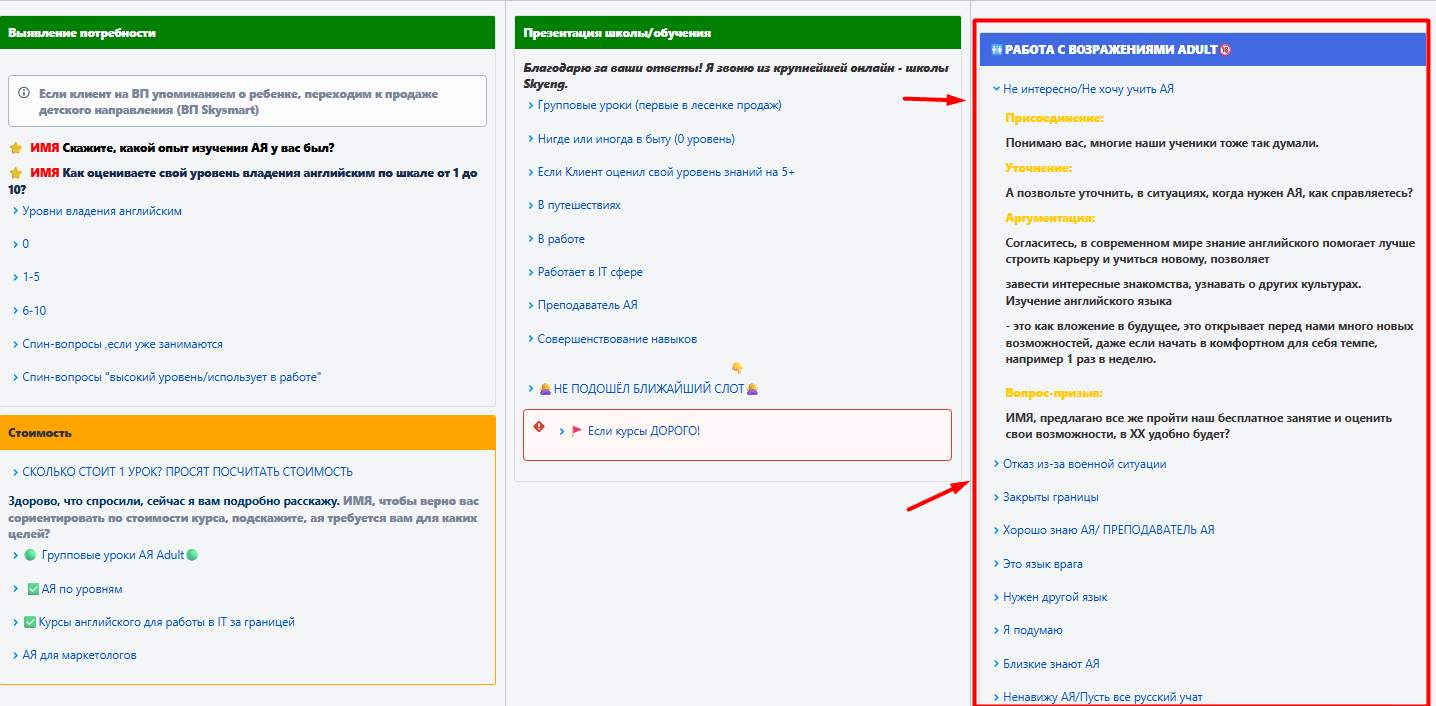 Выявление потребности
Если клиент на ВП упоминанием о ребенке, переходим к продаже
детского направления (ВП Skysmart)
ИМЯ Скажите, какой опыт изучения АЯ у вас был?
ИМЯ Как оцениваете свой уровень владения английским по шкале от 1 до
10?
Уровни владения английским
0
1-5
6-10
Спин-вопросы ,если уже занимаются
Спин-вопросы "высокий уровень/использует в работе"
Стоимость
СКОЛЬКО СТОИТ 1 УРОК? ПРОСЯТ ПОСЧИТАТЬ СТОИМОСТЬ
Здорово, что спросили, сейчас я вам подробно расскажу. ИМЯ, чтобы верно вас
сориентировать по стоимости курса, подскажите, ая требуется вам для каких
целей?
Групповые уроки АЯ Adult
АЯ по уровням
Курсы английского для работы в IT за границей
АЯ для маркетологов
Презентация школы/обучения
Благодарю за ваши ответы! Я звоню из крупнейшей онлайн - школы
Skyeng.
Групповые уроки (первые в лесенке продаж)
Нигде или иногда в быту (0 уровень)
Если Клиент оценил свой уровень знаний на 5+
В путешествиях
В работе
Работает в IT сфере
Преподаватель АЯ
Совершенствование навыков
НЕ ПОДОШЁЛ БЛИЖАЙШИЙ СЛОТ
Если курсы ДОРОГО!
РАБОТА С ВОЗРАЖЕНИЯМИ ADULT
Не интересно/Не хочу учить АЯ
Присоединение:
Понимаю вас, многие наши ученики тоже так думали.
Уточнение:
А позвольте уточнить, в ситуациях, когда нужен АЯ, как справляетесь?
Аргументация:
Согласитесь, в современном мире знание английского помогает лучше
строить карьеру и учиться новому, позволяет
завести интересные знакомства, узнавать о других культурах.
Изучение английского языка
- это как вложение в будущее, это открывает перед нами много новых
возможностей, даже если начать в комфортном для себя темпе,
например 1 раз в неделю.
Вопрос-призыв:
ИМЯ, предлагаю все же пройти наш бесплатное занятие и оценить
свои возможности, в ХХ удобно будет?
Отказ из-за военной ситуации
Закрыты границы
Хорошо знаю АЯ/ ПРЕПОДАВАТЕЛЬ АЯ
Это язык врага
Нужен другой язык
Я подумаю
Близкие знают АЯ
Ненавижу АЯ/Пусть все русский учат